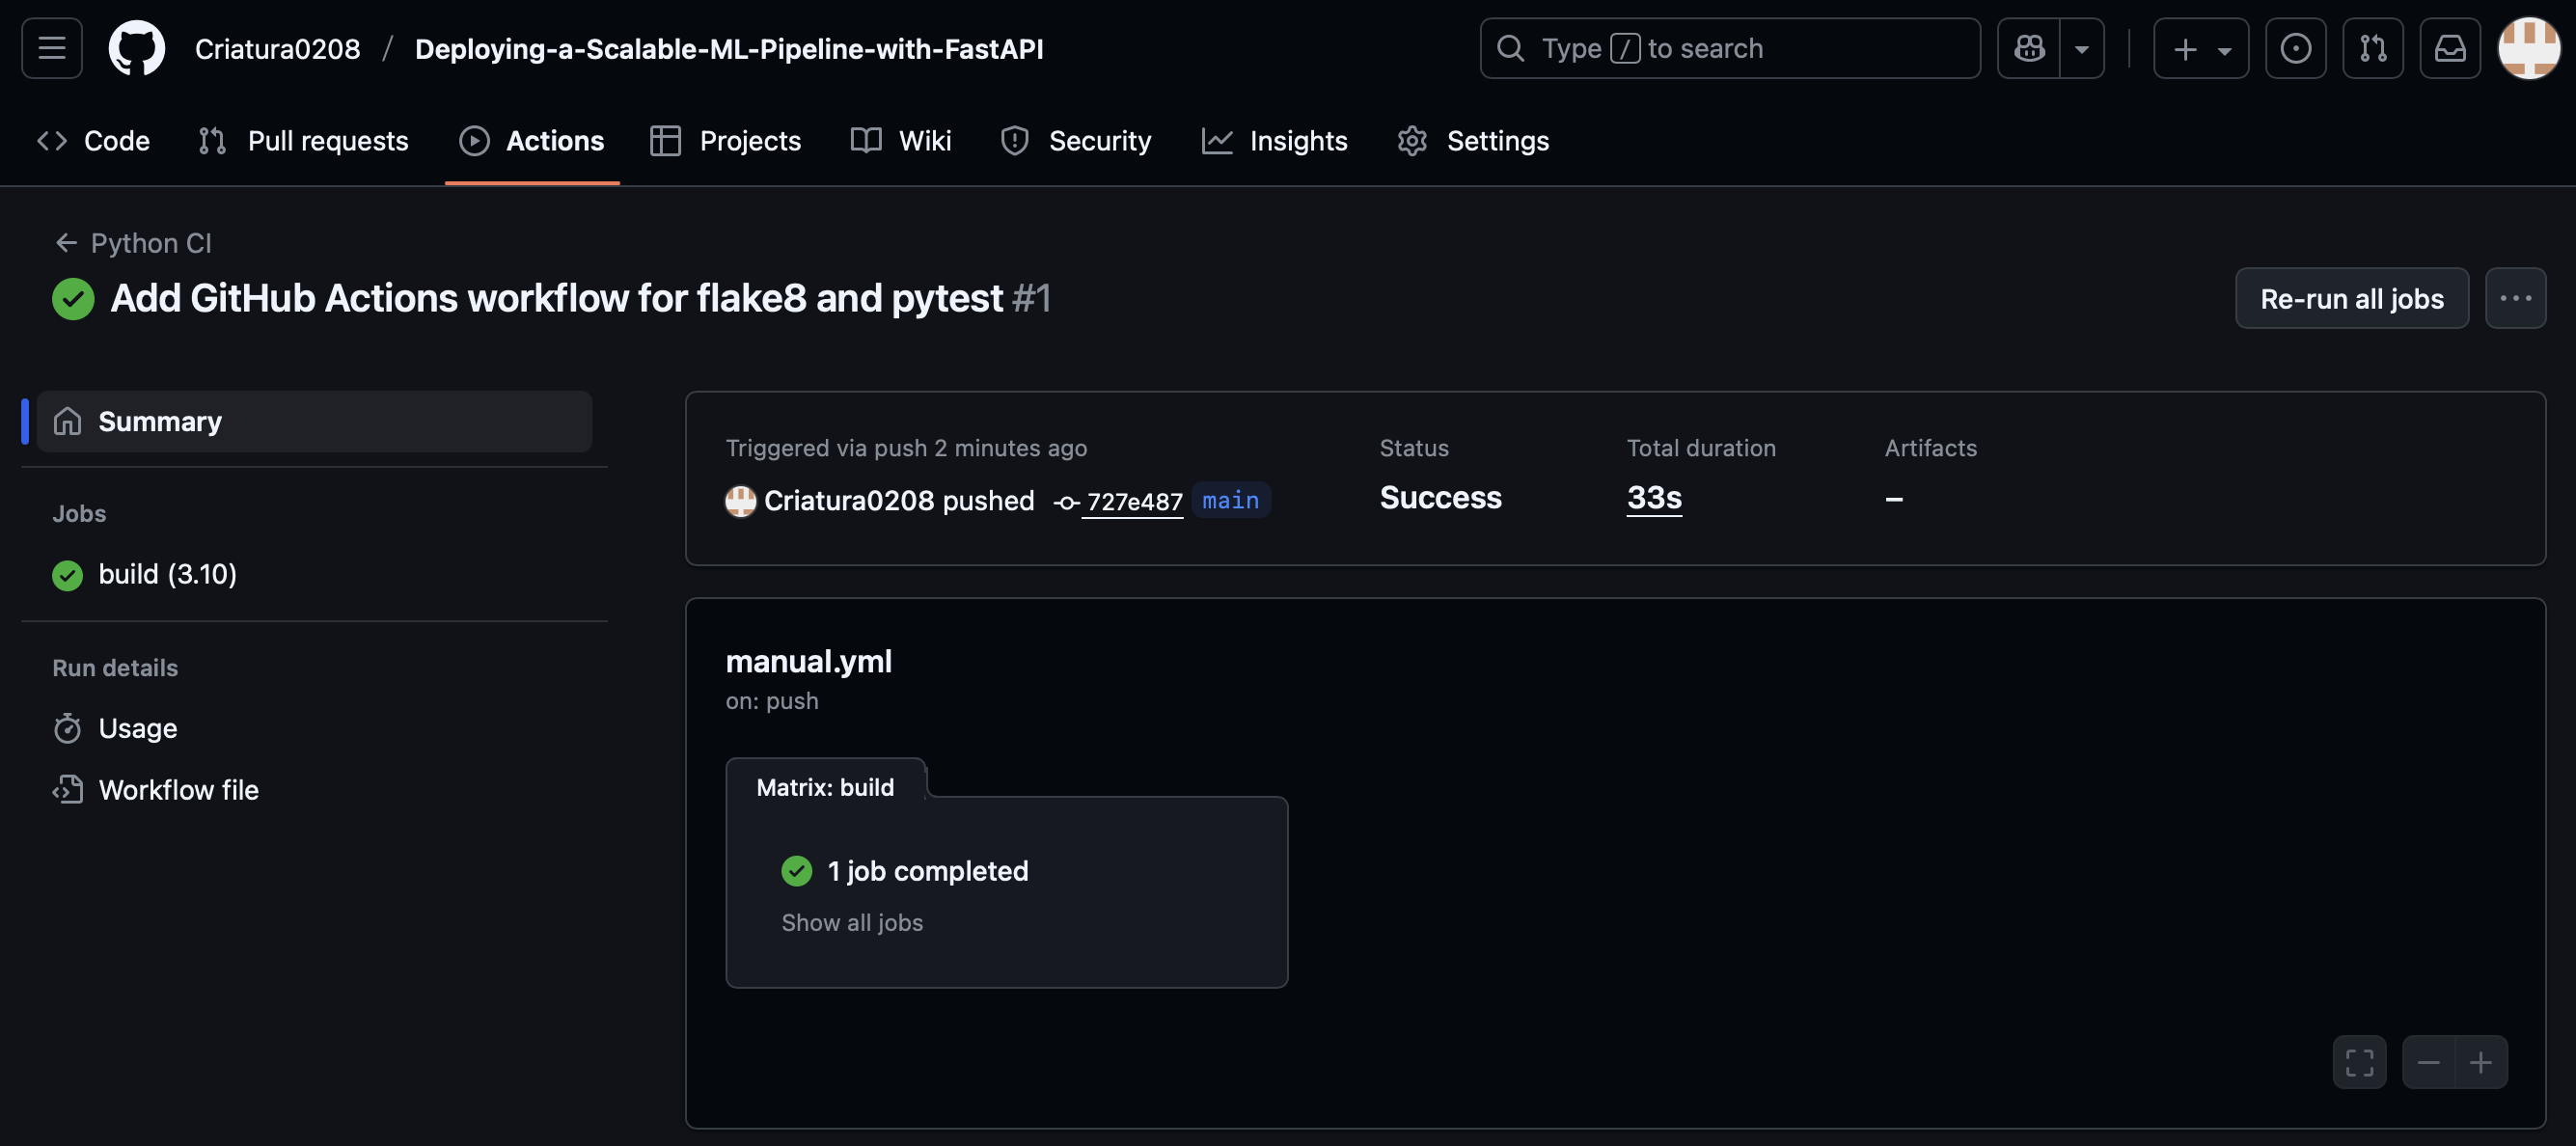 Criatura0208 / Deploying-a-Scalable-ML-Pipeline-with-FastAPI
Type / to search
Code Pull requests Actions Projects Wiki Security Insights Settings
← Python CI
Add GitHub Actions workflow for flake8 and pytest #1
Re-run all jobs
Summary
Jobs
build (3.10)
Run details
Usage
Workflow file
Triggered via push 2 minutes ago
Criatura0208 pushed 727e487 main
Status
Success
Total duration
33s
Artifacts
–
manual.yml
on: push
Matrix: build
1 job completed
Show all jobs